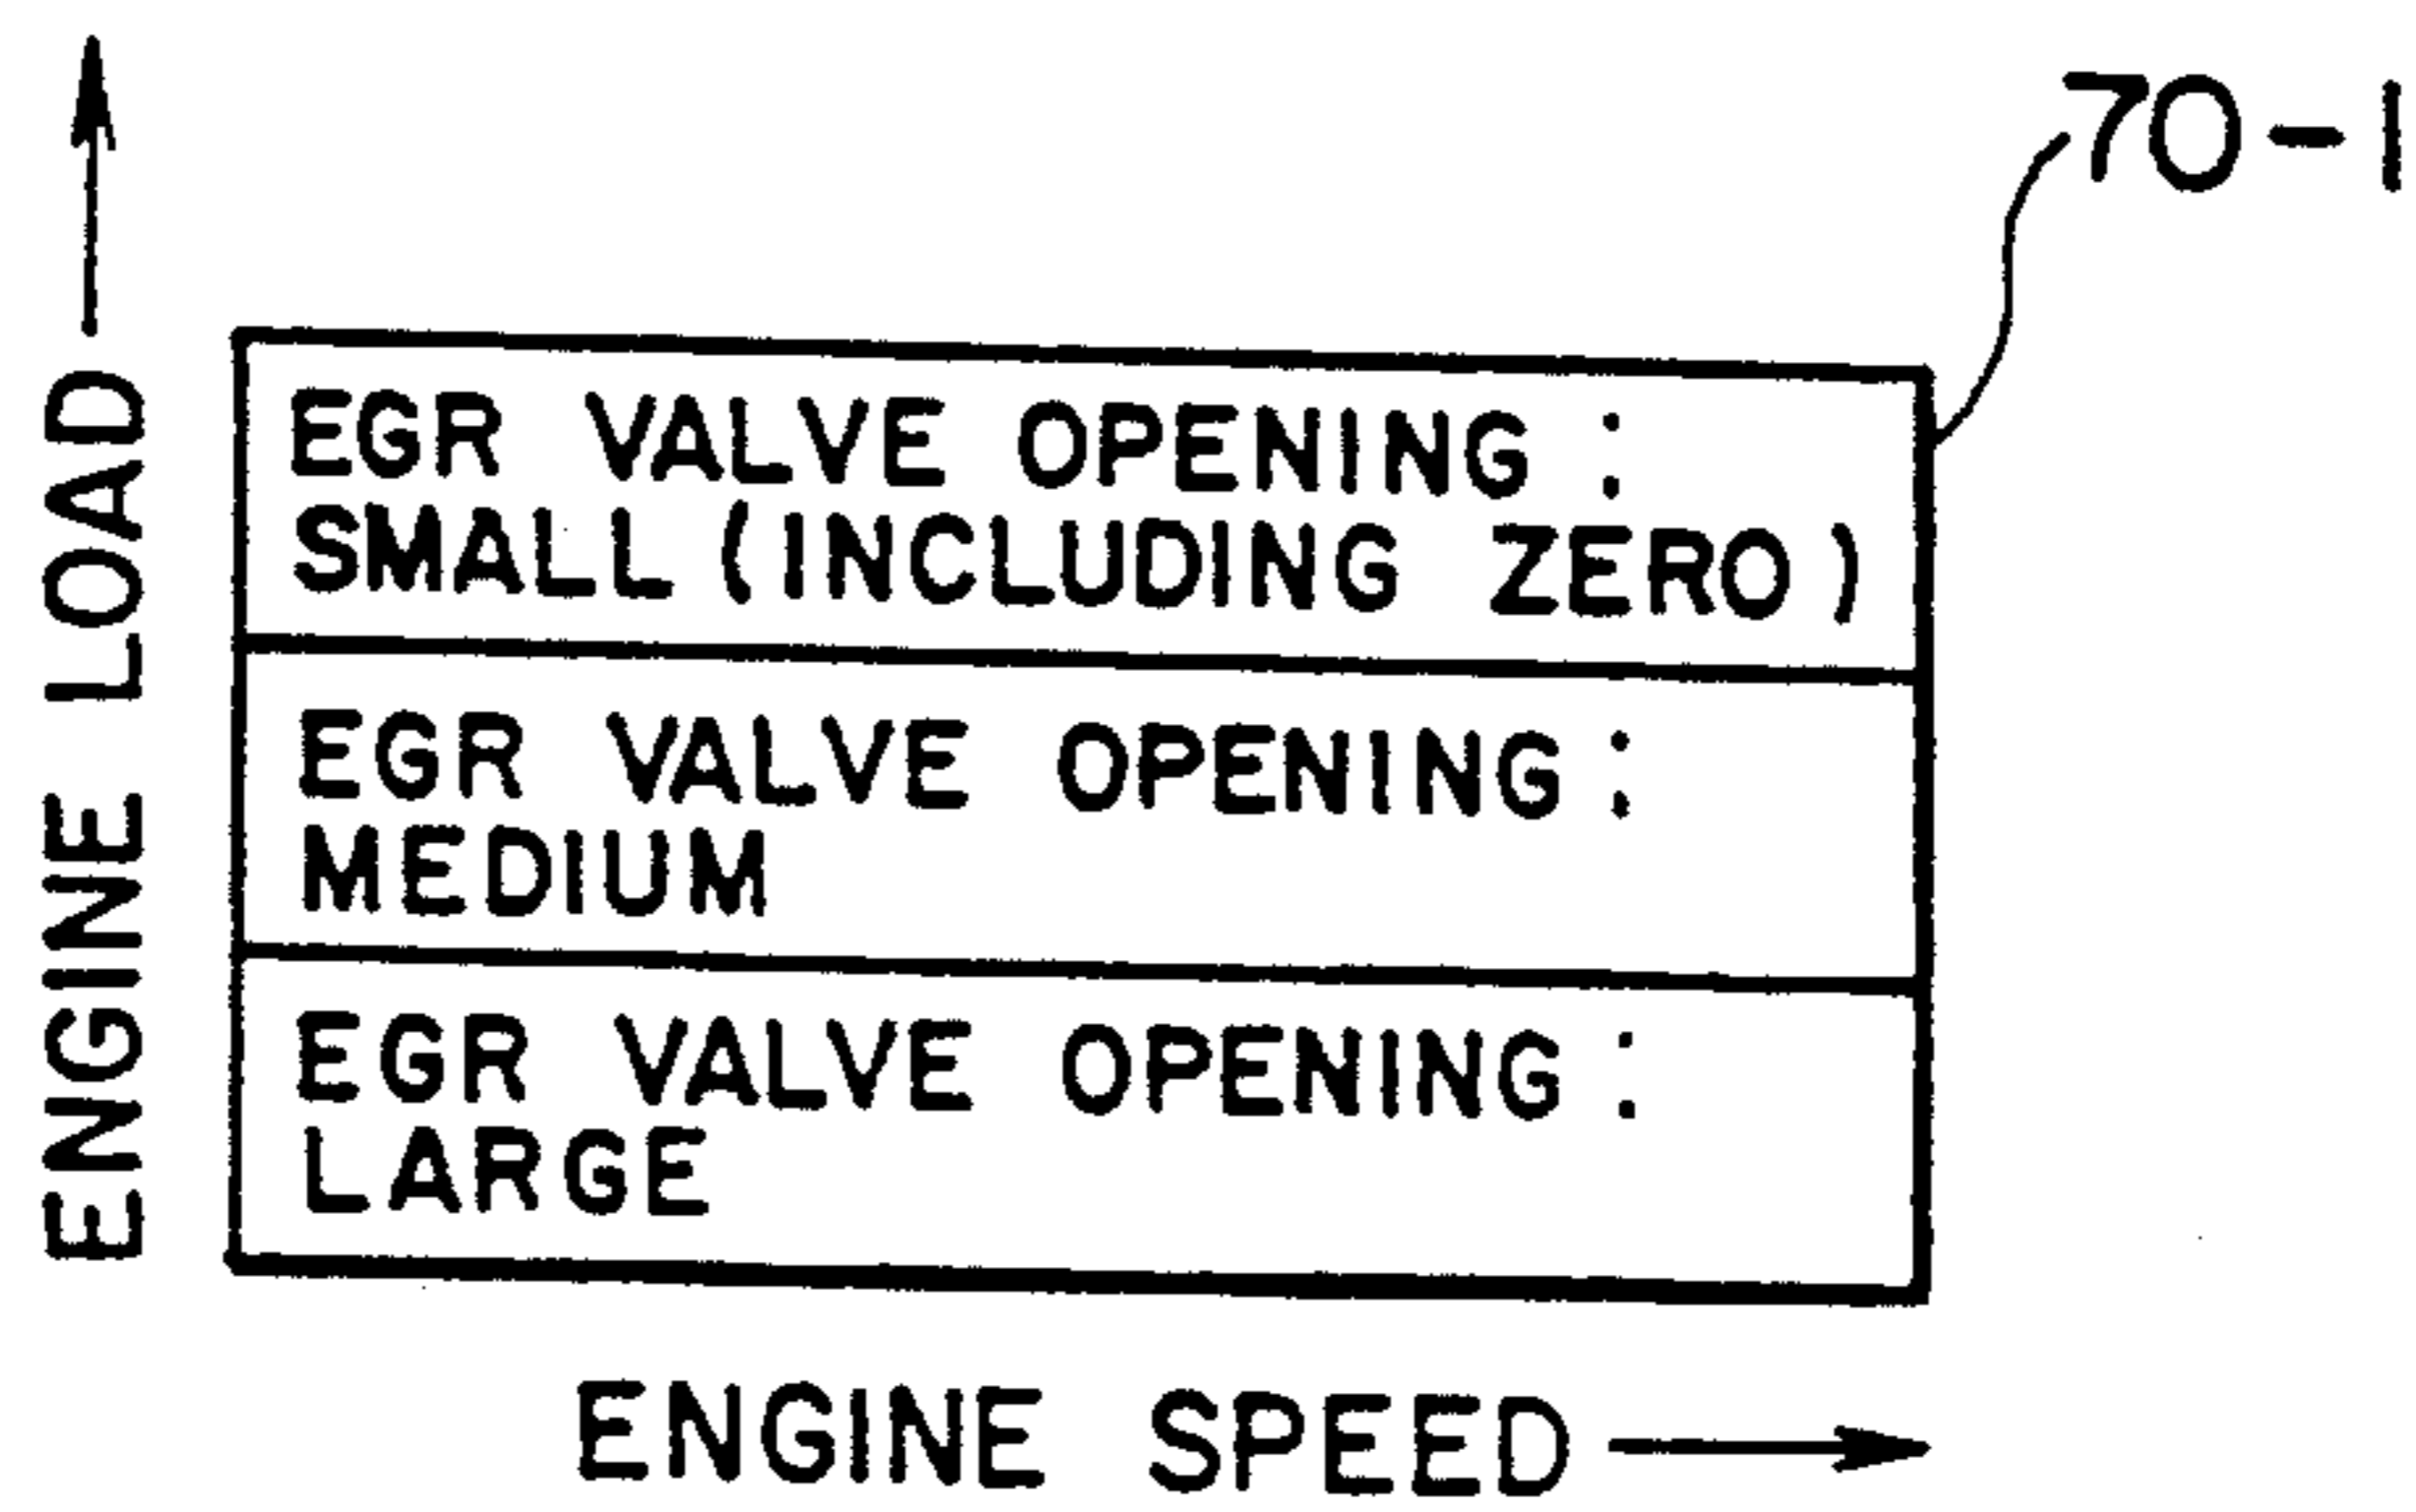 70-1
ENGINE LOAD
EGR VALVE OPENING :
SMALL (INCLUDING ZERO)
EGR VALVE OPENING :
MEDIUM
EGR VALVE OPENING :
LARGE
ENGINE SPEED